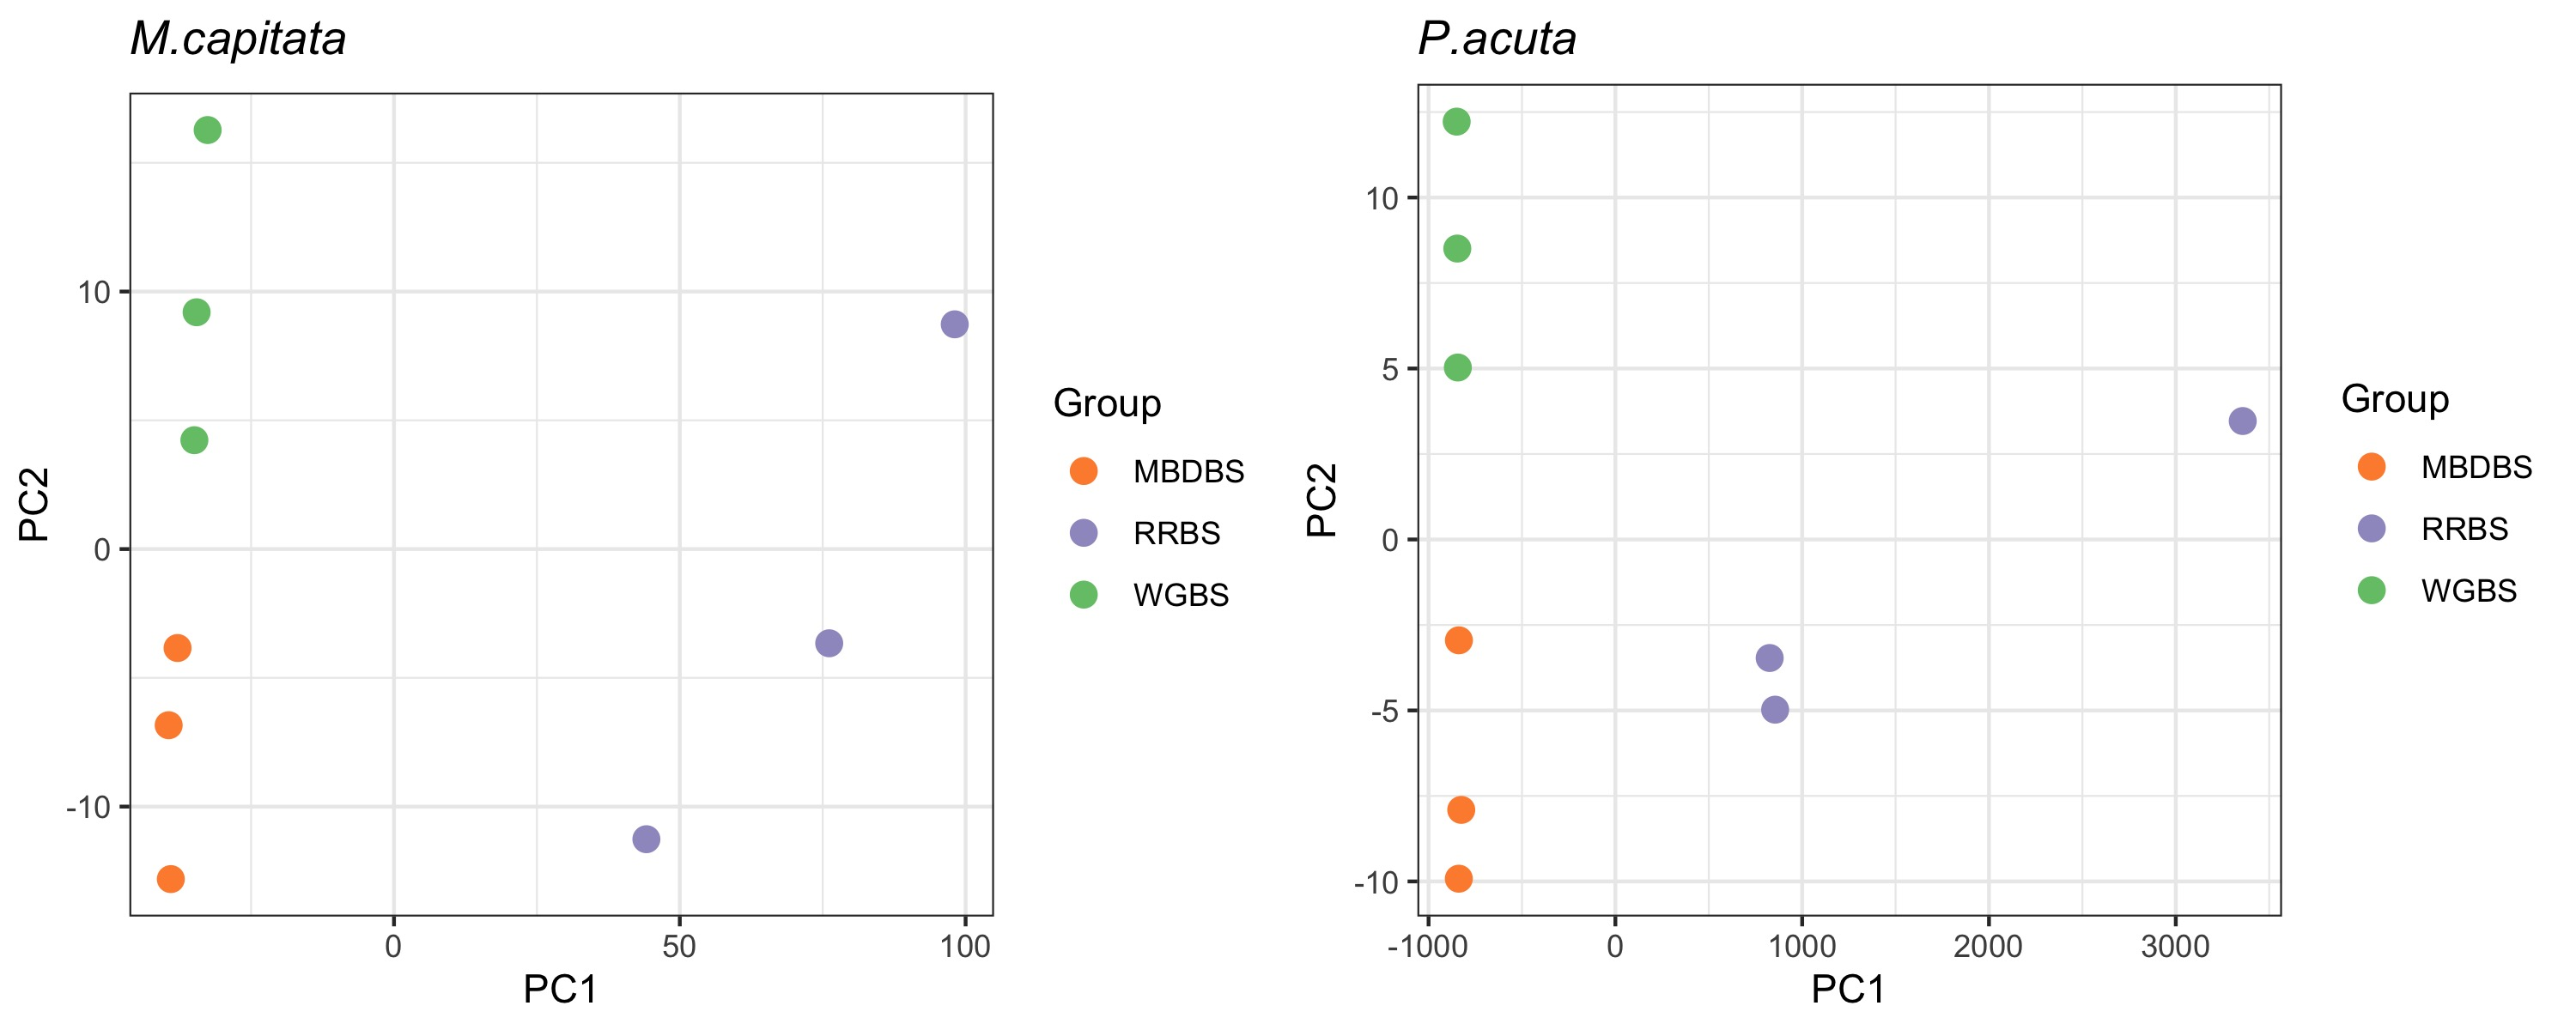 M.capitata
10
0
-10
0
50
100
PC1
PC2
Group
MBDBS
RRBS
WGBS
P.acuta
10
5
0
-5
-10
-1000
0
1000
2000
3000
PC1
PC2
Group
MBDBS
RRBS
WGBS